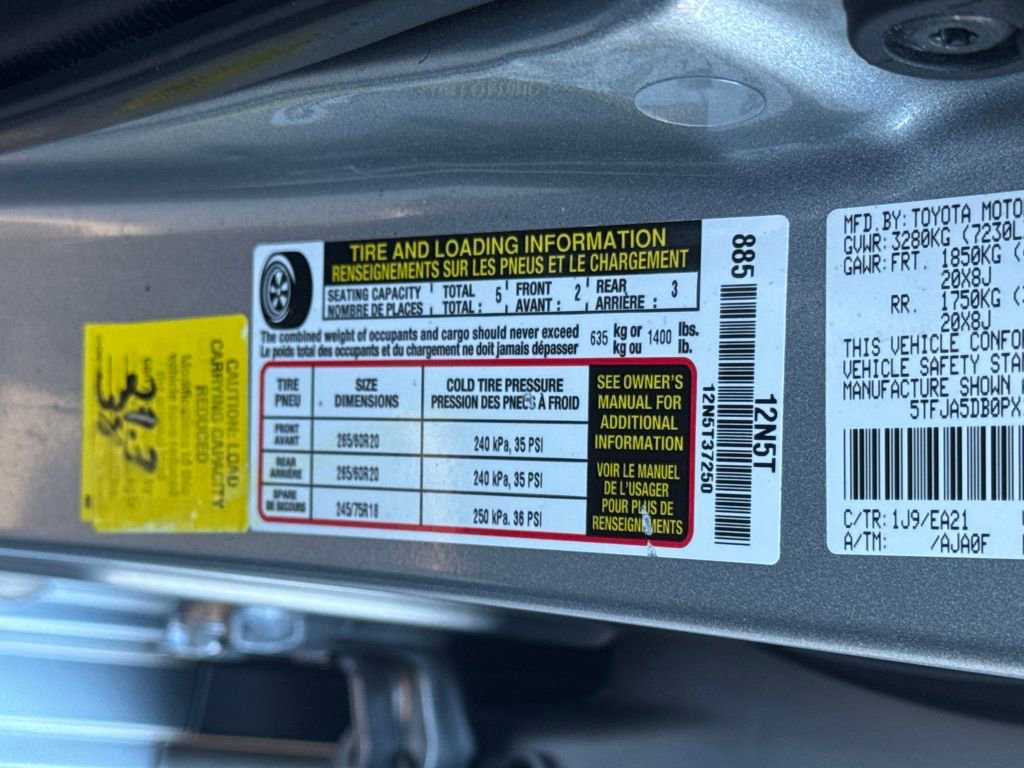 TIRE AND LOADING INFORMATION
RENSEIGNEMENTS SUR LES PNEUS ET LE CHARGEMENT
SEATING CAPACITY TOTAL 5 FRONT 2 REAR 3
NOMBRE DE PLACES TOTAL : AVANT : ARRIÈRE :
The combined weight of occupants and cargo should never exceed 635 kg or 1400 lbs.
Le poids total des occupants et du chargement ne doit jamais dépasser kg ou lb.
TIRE SIZE COLD TIRE PRESSURE
PNEU DIMENSIONS PRESSION DES PNEUS À FROID
FRONT
AVANT 265/60R20 240 kPa, 35 PSI
REAR
ARRIÈRE 265/60R20 240 kPa, 35 PSI
SPARE
DE SECOURS 245/75R18 250 kPa. 36 PSI
SEE OWNER'S
MANUAL FOR
ADDITIONAL
INFORMATION
VOIR LE MANUEL
DE L'USAGER
POUR PLUS DE
RENSEIGNEMENTS
885
12N5T
12N5T37250
CAUTION: LOAD
CARRYING CAPACITY
REDUCED
MFD.BY:TOYOTA MOTO
GVWR:3280KG (7230L
GAWR:FRT. 1850KG (
20X8J
RR. 1750KG (
20X8J
THIS VEHICLE CONFO
VEHICLE SAFETY STA
MANUFACTURE SHOWN
5TFJA5DB0PX
C/TR:1J9/EA21
A/TM: /AJA0F